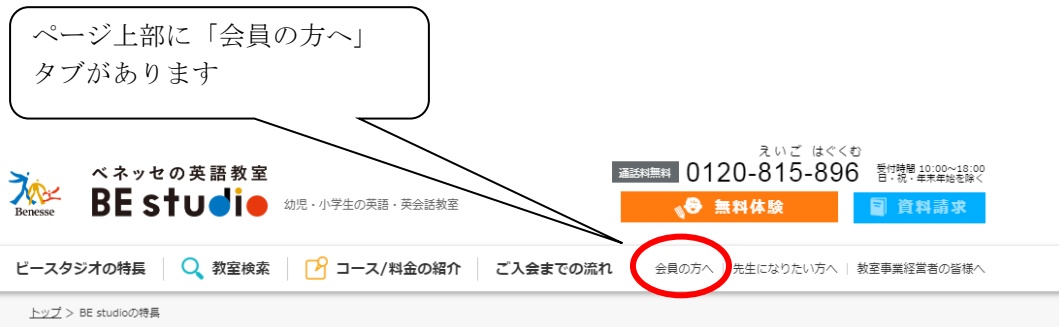 ページ上部に「会員の方へ」
タブがあります
えいご はぐくむ
通話料無料 0120-815-896 受付時間 10:00~18:00
日・祝・年末年始を除く
Benesse
ベネッセの英語教室
BE studio 幼児・小学生の英語・英会話教室
無料体験 資料請求
ビースタジオの特長 教室検索 コース/料金の紹介 ご入会までの流れ 会員の方へ 先生になりたい方へ 教室事業経営者の皆様へ
トップ > BE studioの特長